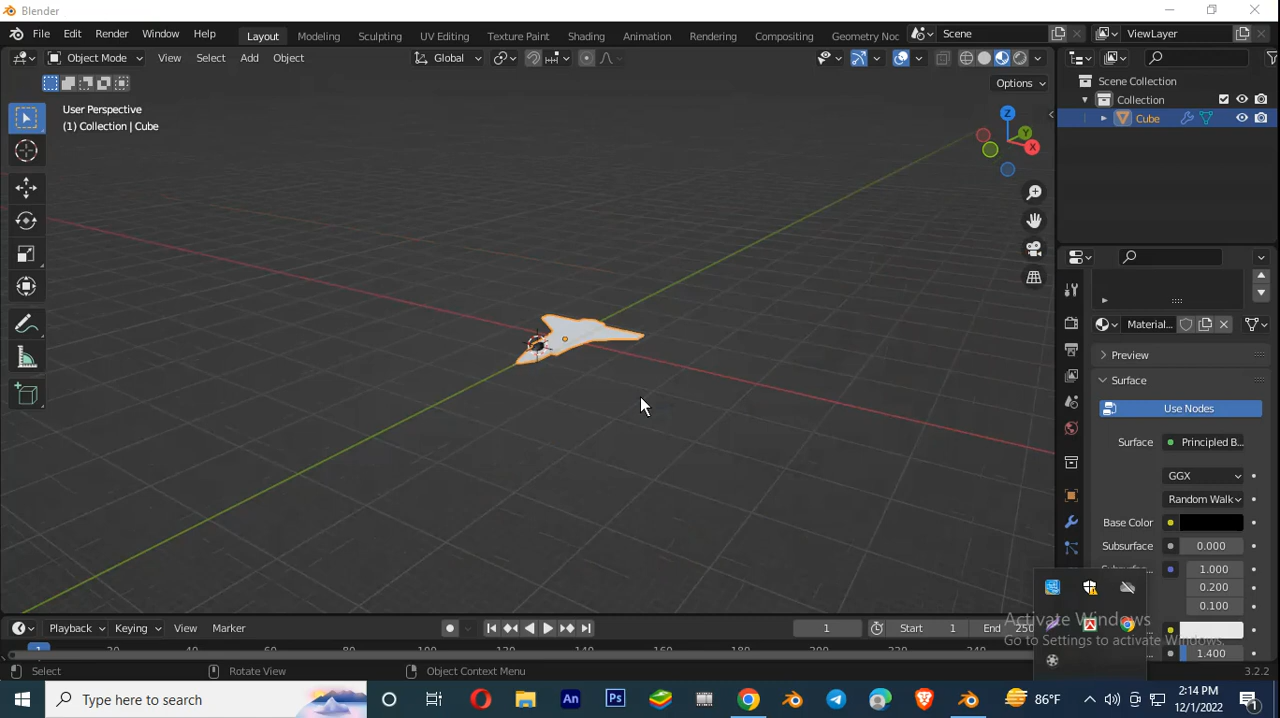 Blender
File Edit Render Window Help Layout Modeling Sculpting UV Editing Texture Paint Shading Animation Rendering Compositing Geometry Noc Scene ViewLayer
Object Mode View Select Add Object Global
Options
User Perspective
(1) Collection | Cube
Z
Y
X
Scene Collection
Collection
Cube
Material...
Preview
Surface
Use Nodes
Surface Principled B...
GGX
Random Walk
Base Color
Subsurface 0.000
Subsurfa... 1.000
0.200
0.100
1.400
Playback Keying View Marker 1 Start 1 End 250
Activate Windows
Go to Settings to activate Windows.
Select Rotate View Object Context Menu 3.2.2
Type here to search An Ps 86°F 2:14 PM
12/1/2022
1